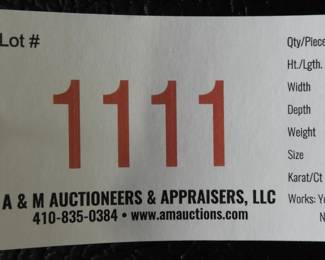 Lot #
1111
A & M AUCTIONEERS & APPRAISERS, LLC
410-835-0384 • www.amauctions.com
Qty/Piece
Ht./Lgth.
Width
Depth
Weight
Size
Karat/Ct
Works: